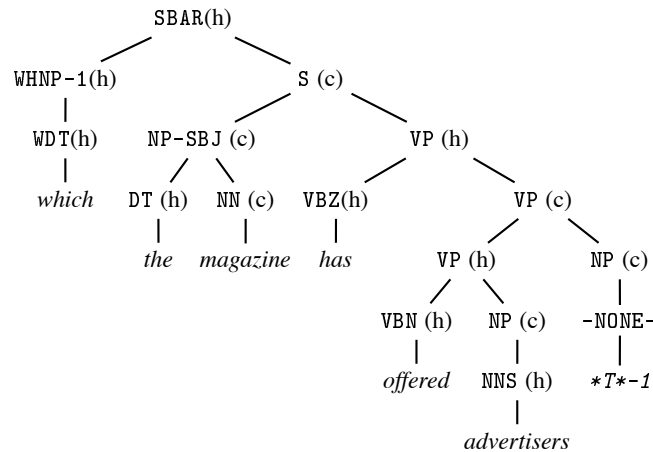 SBAR(h)
WHNP-1(h) S (c)
WDT(h) NP-SBJ (c) VP (h)
which DT (h) NN (c) VBZ(h) VP (c)
the magazine has VP (h) NP (c)
VBN (h) NP (c) -NONE-
offered NNS (h) *T*-1
advertisers